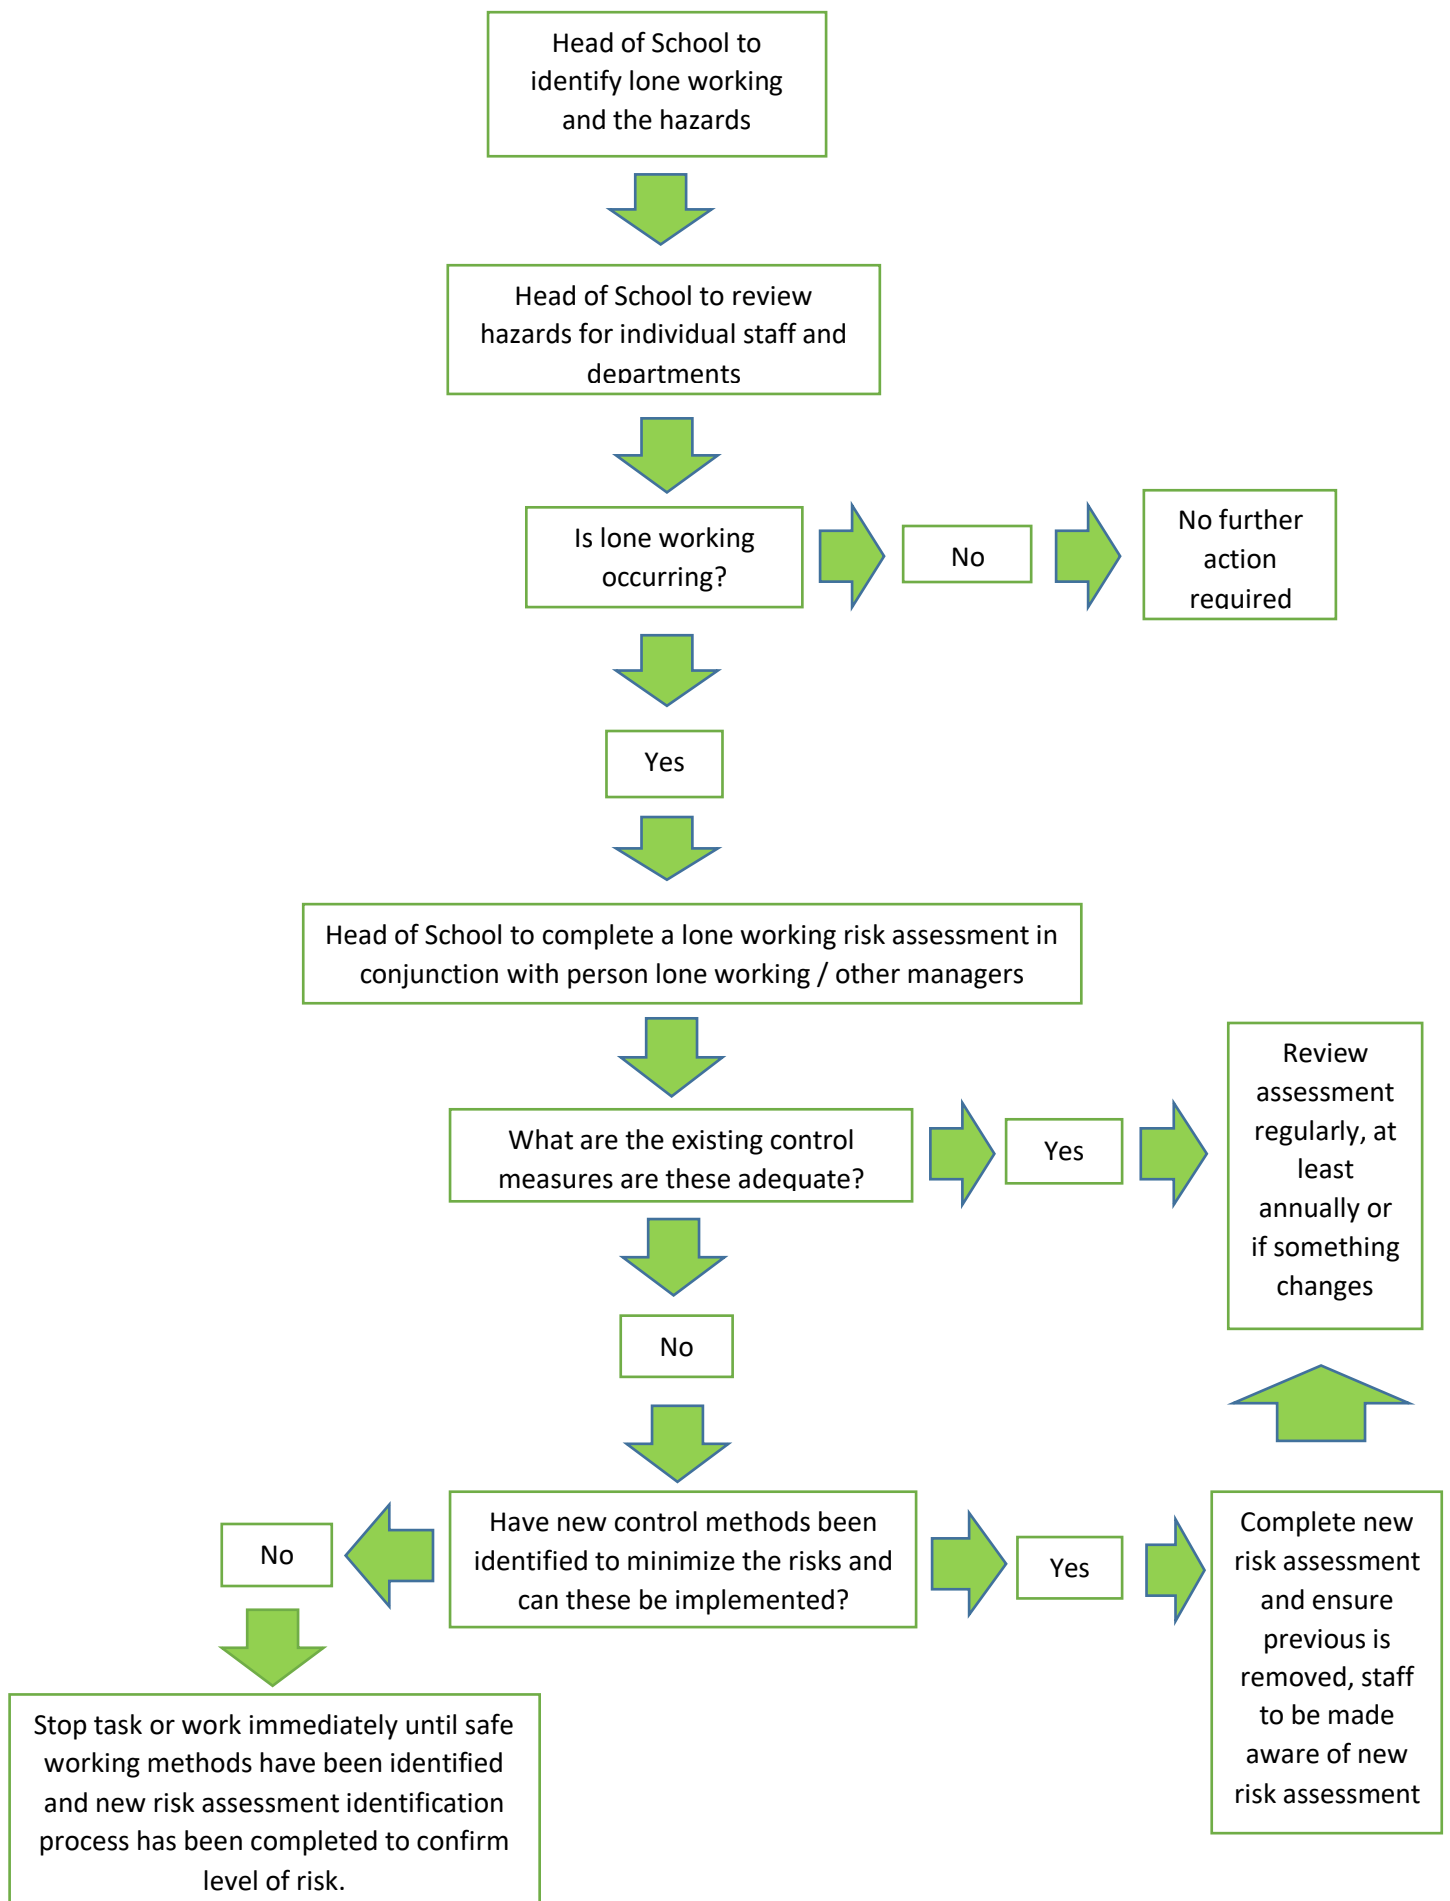 Head of School to
identify lone working
and the hazards
Head of School to review
hazards for individual staff and
departments
Is lone working
occurring?
No
No further
action
required
Yes
Head of School to complete a lone working risk assessment in
conjunction with person lone working / other managers
What are the existing control
measures are these adequate?
Yes
Review
assessment
regularly, at
least
annually or
if something
changes
No
Have new control methods been
identified to minimize the risks and
can these be implemented?
No
Yes
Complete new
risk assessment
and ensure
previous is
removed, staff
to be made
aware of new
risk assessment
Stop task or work immediately until safe
working methods have been identified
and new risk assessment identification
process has been completed to confirm
level of risk.